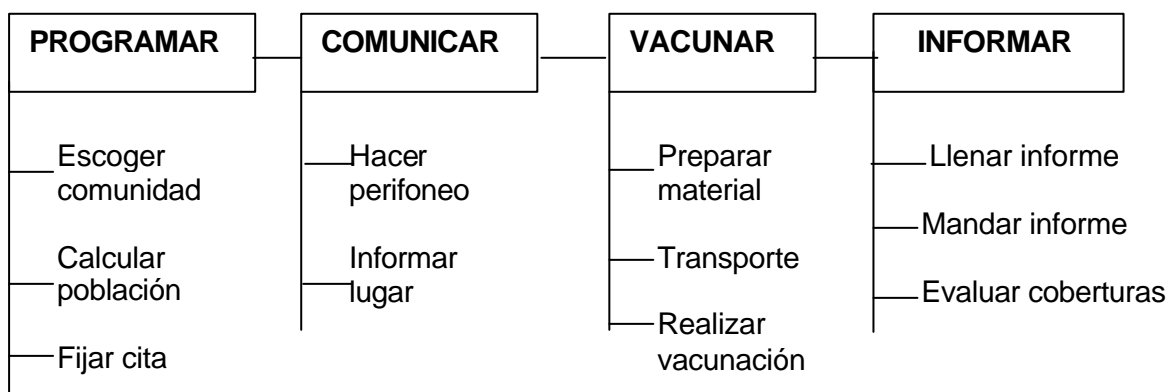 PROGRAMAR
COMUNICAR
VACUNAR
INFORMAR
Escoger
comunidad
Calcular
población
Fijar cita
Hacer
perifoneo
Informar
lugar
Preparar
material
Transporte
Realizar
vacunación
Llenar informe
Mandar informe
Evaluar coberturas